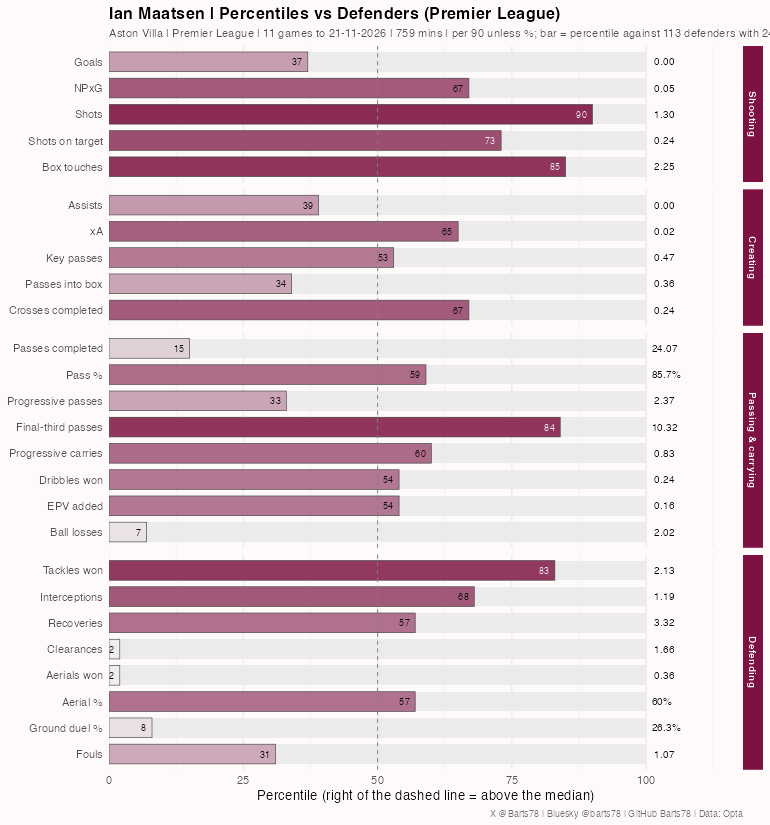 Ian Maatsen | Percentiles vs Defenders (Premier League)
Aston Villa | Premier League | 11 games to 21-11-2026 | 759 mins | per 90 unless %; bar = percentile against 113 defenders with 24
Goals 37 0.00
NPxG 67 0.05
Shots 90 1.30
Shots on target 73 0.24
Box touches 85 2.25
Shooting
Assists 39 0.00
xA 65 0.02
Key passes 53 0.47
Passes into box 34 0.36
Crosses completed 67 0.24
Creating
Passes completed 15 24.07
Pass % 59 85.7%
Progressive passes 33 2.37
Final-third passes 84 10.32
Progressive carries 60 0.83
Dribbles won 54 0.24
EPV added 54 0.16
Ball losses 7 2.02
Passing & carrying
Tackles won 83 2.13
Interceptions 68 1.19
Recoveries 57 3.32
Clearances 2 1.66
Aerials won 2 0.36
Aerial % 57 60%
Ground duel % 8 26.3%
Fouls 31 1.07
Defending
0 25 50 75 100
Percentile (right of the dashed line = above the median)
X @Barts78 | Bluesky @barts78 | GitHub Barts78 | Data: Opta